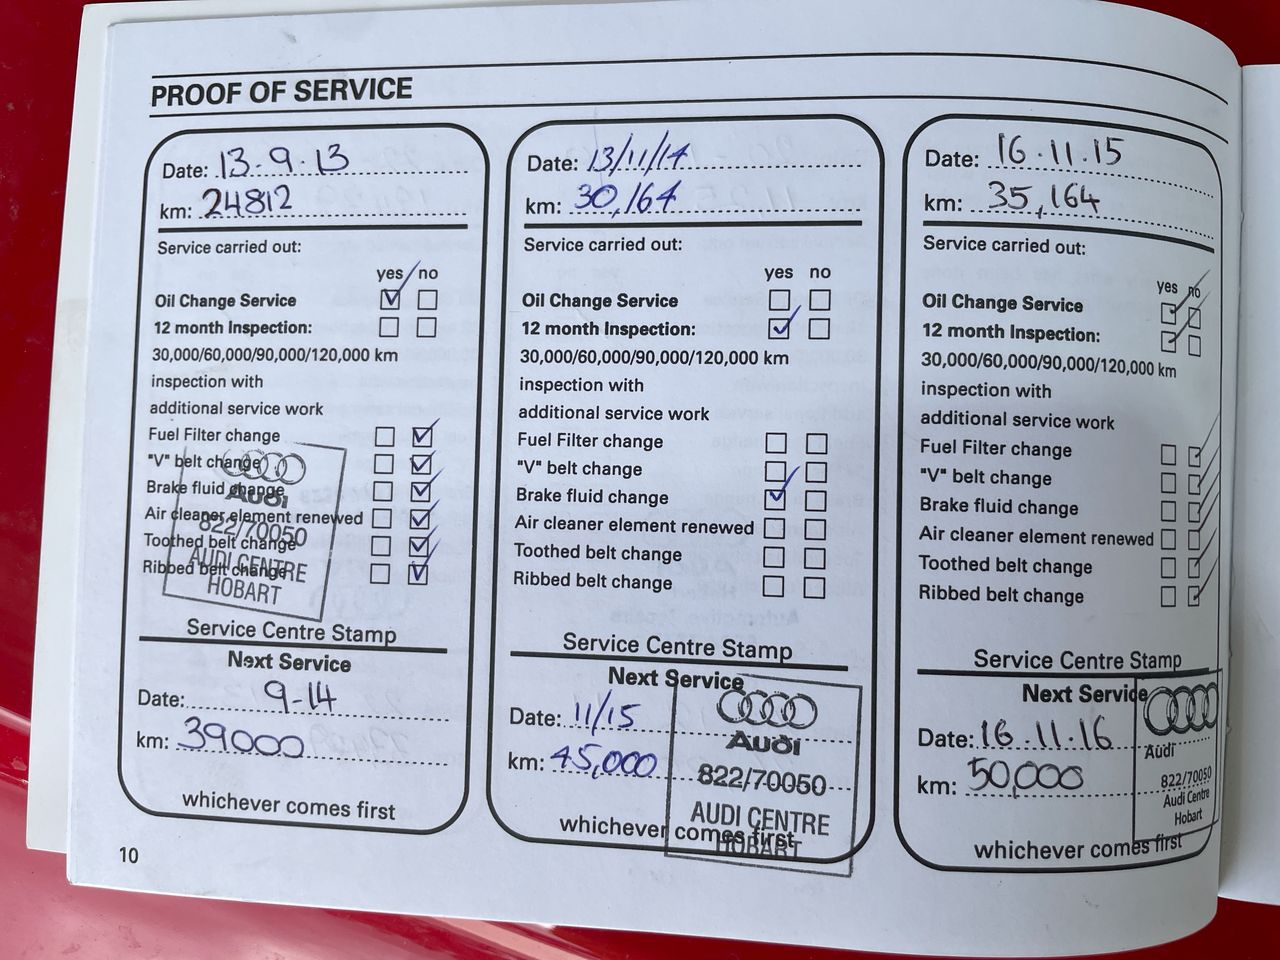 PROOF OF SERVICE
Date: 13-9-13
km: 24812
Service carried out:
yes no
Oil Change Service
12 month Inspection:
30,000/60,000/90,000/120,000 km
inspection with
additional service work
Fuel Filter change
"V" belt change
Brake fluid change
Air cleaner element renewed
Toothed belt change
Ribbed belt change
Audi
822/70050
AUDI CENTRE
HOBART
Service Centre Stamp
Next Service
Date: 9-14
km: 39000
whichever comes first
10
Date: 13/11/14
km: 30,164
Service carried out:
yes no
Oil Change Service
12 month Inspection:
30,000/60,000/90,000/120,000 km
inspection with
additional service work
Fuel Filter change
"V" belt change
Brake fluid change
Air cleaner element renewed
Toothed belt change
Ribbed belt change
Service Centre Stamp
Next Service
Date: 11/15
km: 45,000
whichever comes first
Audi
822/70050
AUDI CENTRE
HOBART
Date: 16.11.15
km: 35,164
Service carried out:
yes no
Oil Change Service
12 month Inspection:
30,000/60,000/90,000/120,000 km
inspection with
additional service work
Fuel Filter change
"V" belt change
Brake fluid change
Air cleaner element renewed
Toothed belt change
Ribbed belt change
Service Centre Stamp
Next Service
Date: 16.11.16
km: 50,000
whichever comes first
Audi
822/70050
Audi Centre
Hobart